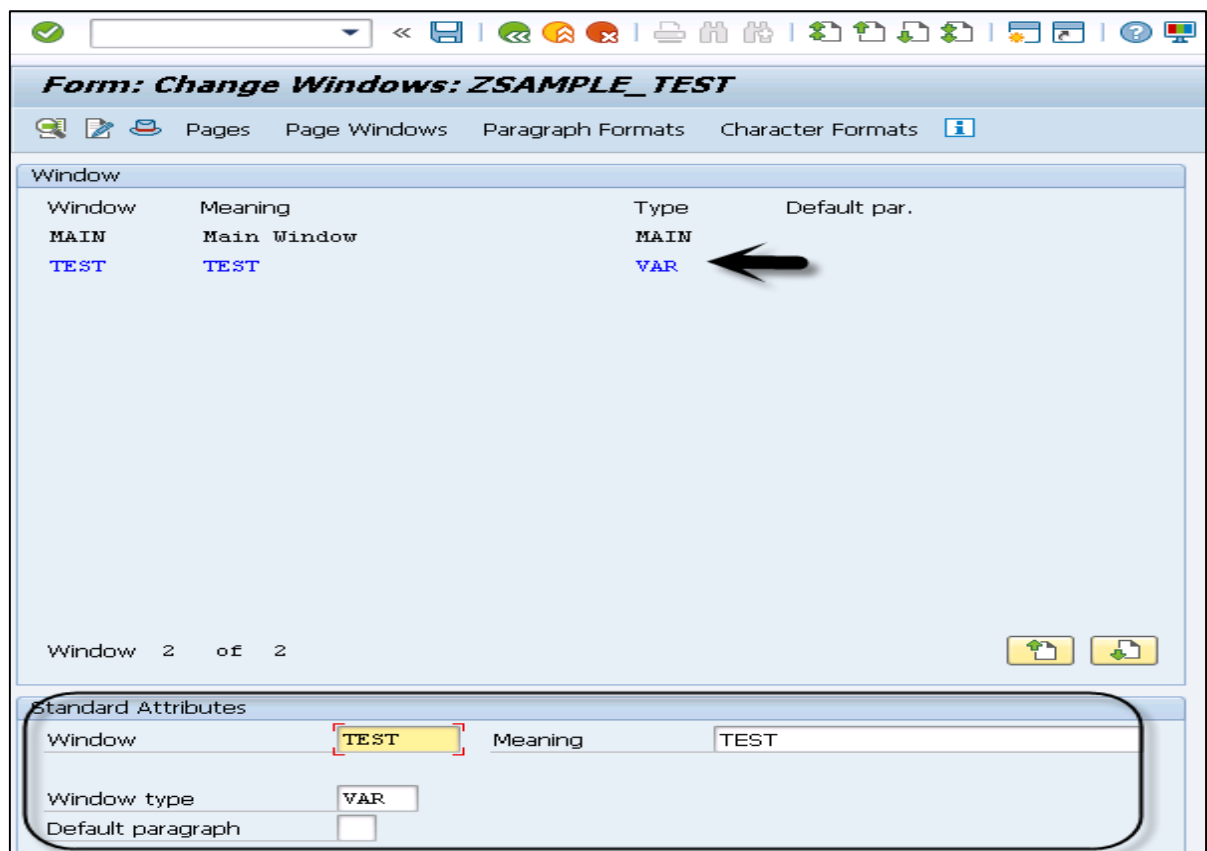 Form: Change Windows: ZSAMPLE_TEST
Pages Page Windows Paragraph Formats Character Formats
Window
Window Meaning Type Default par.
MAIN Main Window MAIN
TEST TEST VAR
Window 2 of 2
Standard Attributes
Window TEST Meaning TEST
Window type VAR
Default paragraph